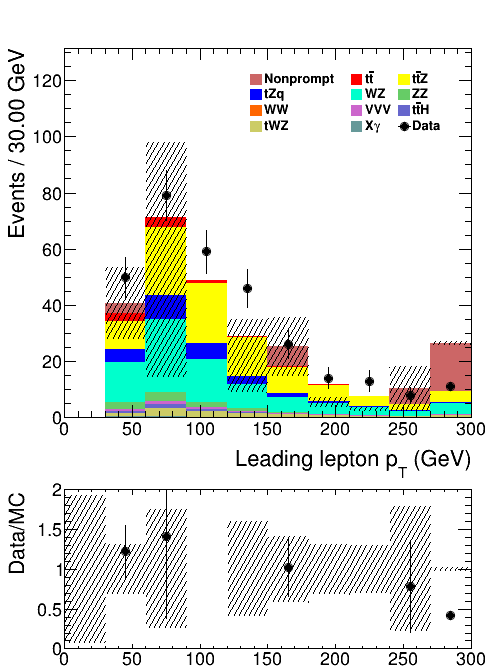 Events / 30.00 GeV
120
100
80
60
40
20
0
Nonprompt tt̄ tt̄Z
tZq WZ ZZ
WW VVV tt̄H
tWZ Xγ Data
0 50 100 150 200 250 300
Leading lepton p_T (GeV)
Data/MC
2
1.5
1
0.5
0
0 50 100 150 200 250 300